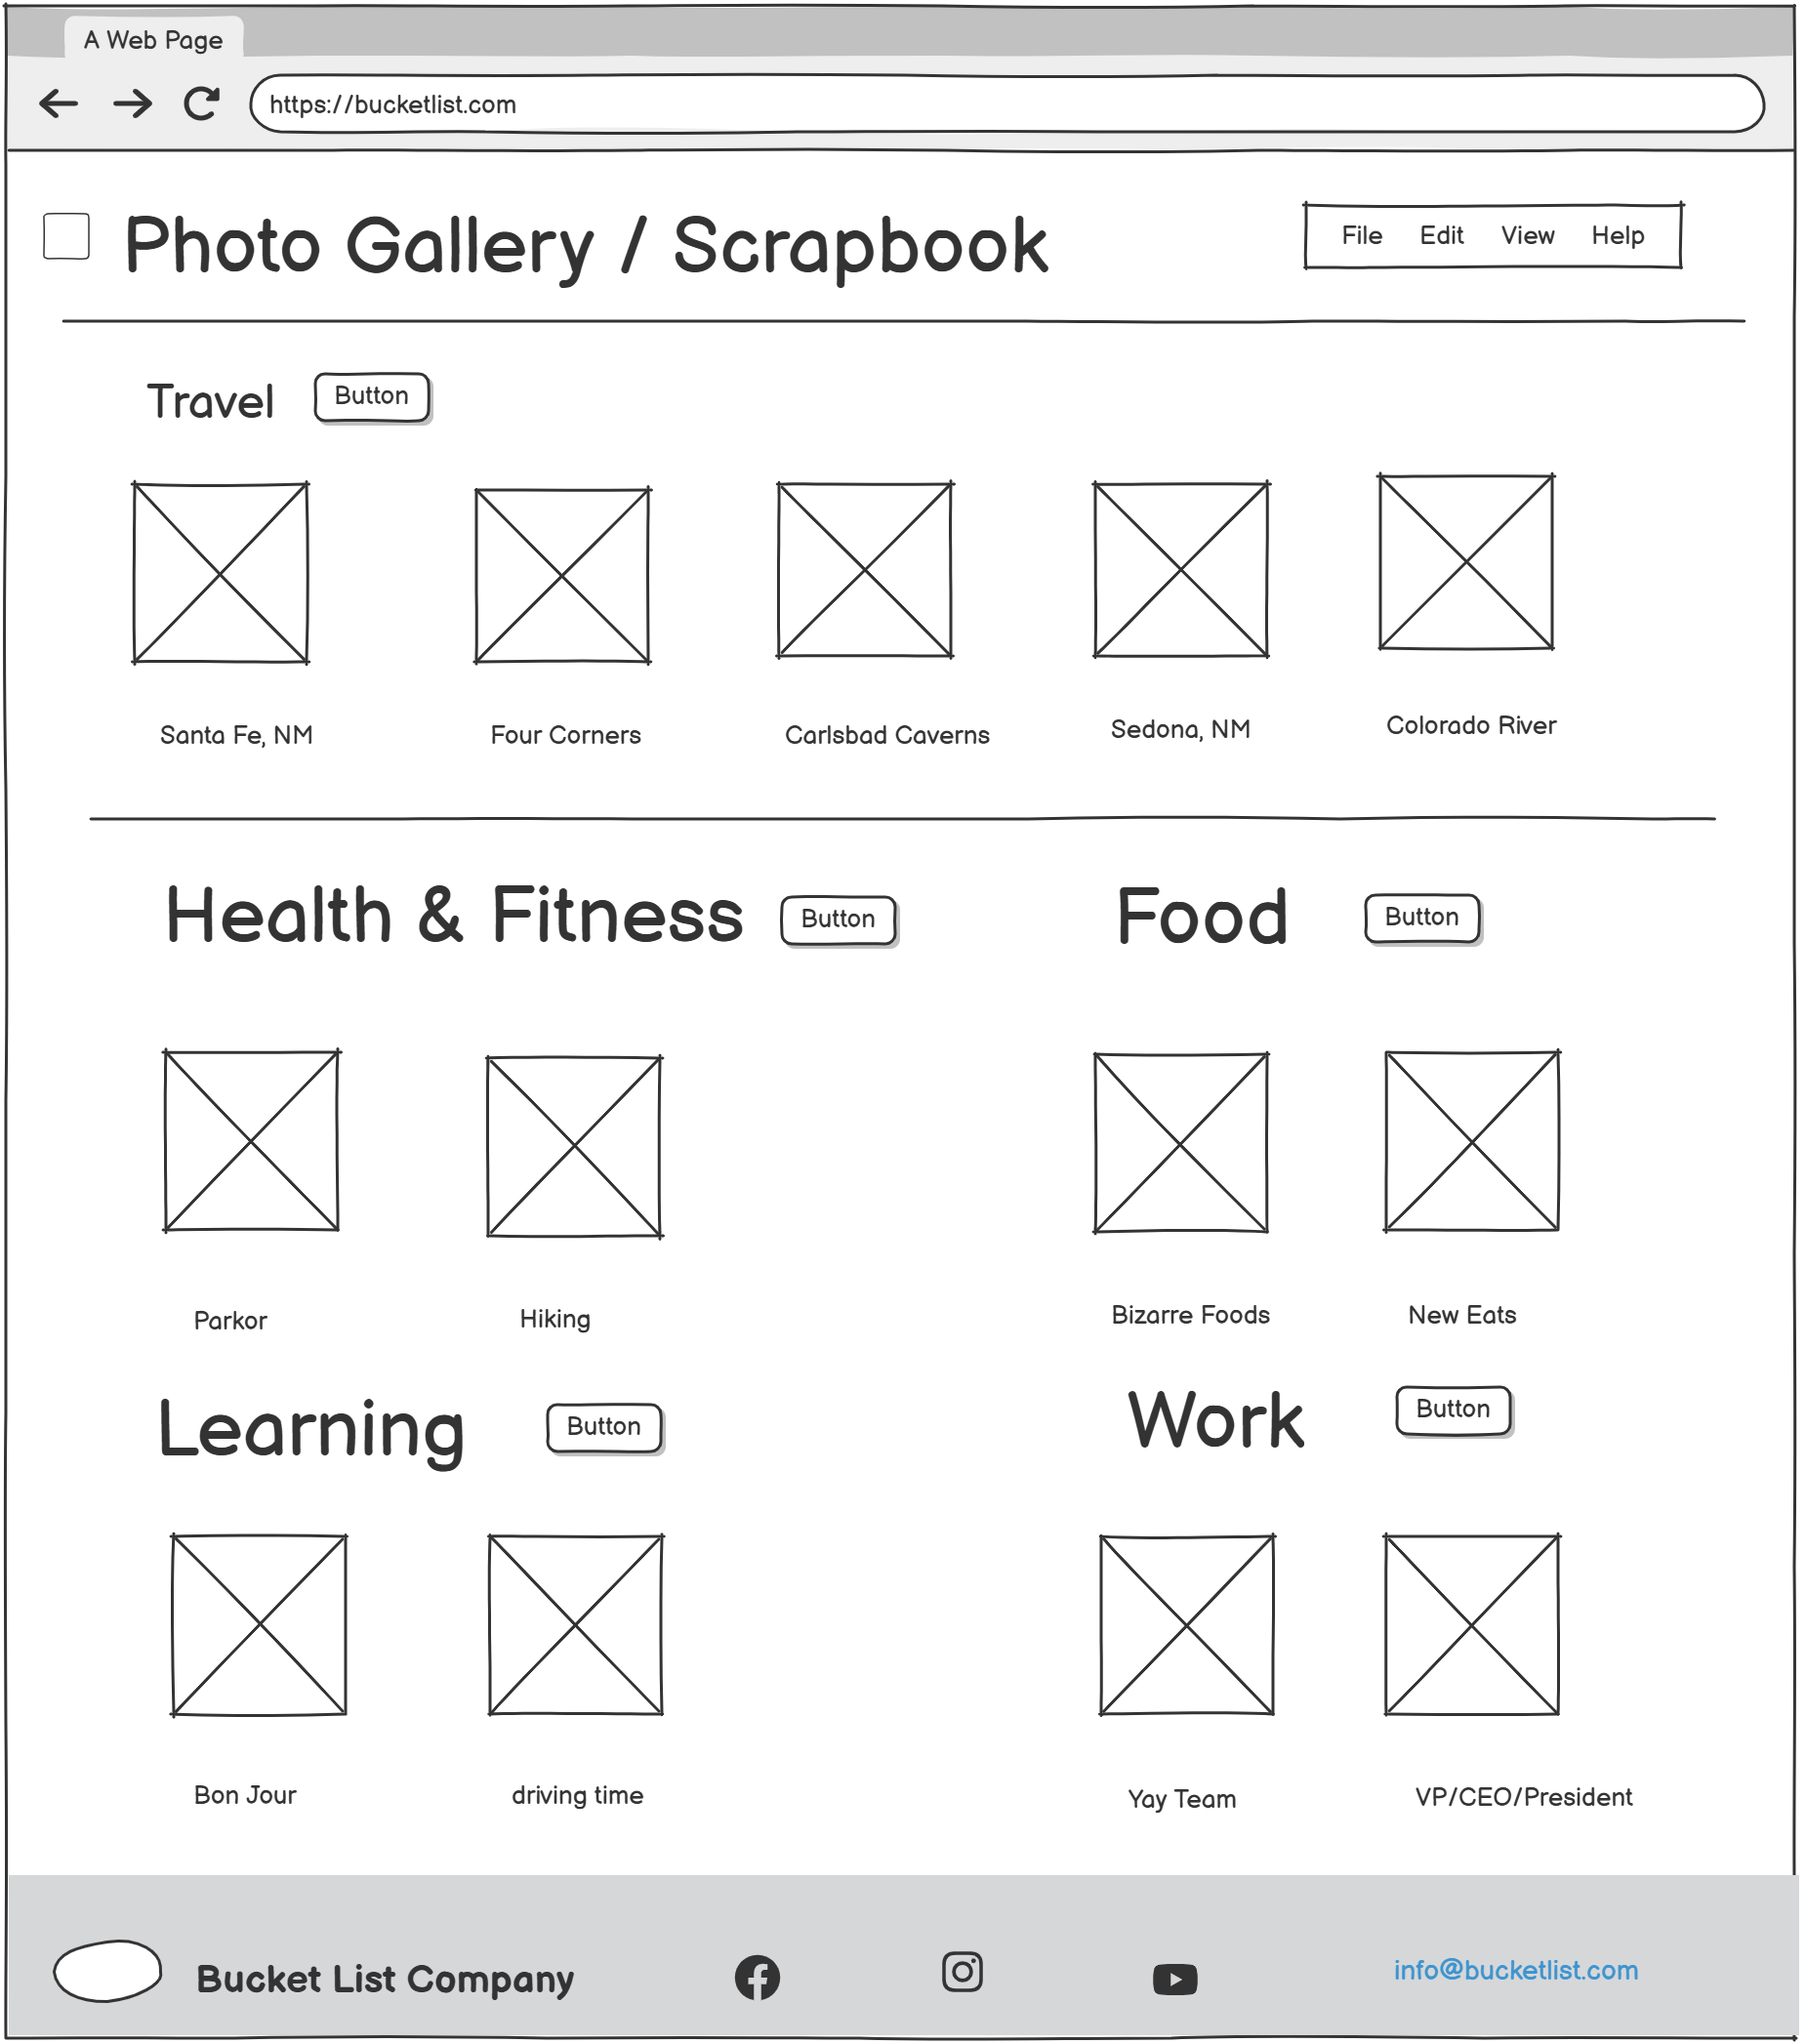 A Web Page
https://bucketlist.com
Photo Gallery / Scrapbook
File Edit View Help
Travel
Button
Santa Fe, NM
Four Corners
Carlsbad Caverns
Sedona, NM
Colorado River
Health & Fitness
Button
Food
Button
Parkor
Hiking
Bizarre Foods
New Eats
Learning
Button
Work
Button
Bon Jour
driving time
Yay Team
VP/CEO/President
Bucket List Company
info@bucketlist.com